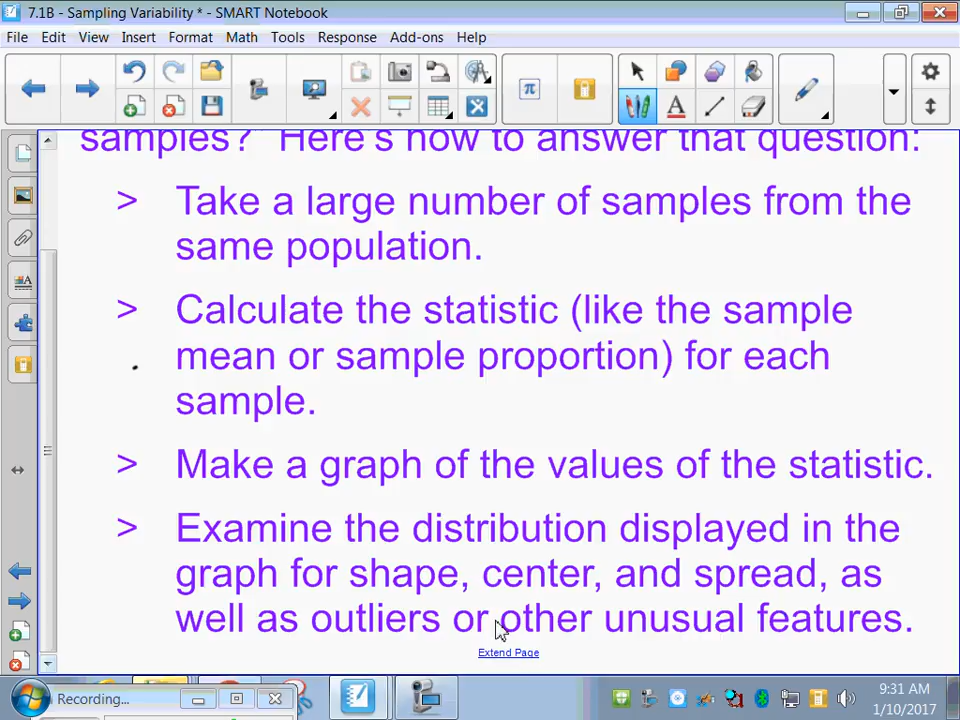 7.1B - Sampling Variability * - SMART Notebook
File Edit View Insert Format Math Tools Response Add-ons Help
samples?" Here's how to answer that question:
> Take a large number of samples from the
same population.
> Calculate the statistic (like the sample
mean or sample proportion) for each
sample.
> Make a graph of the values of the statistic.
> Examine the distribution displayed in the
graph for shape, center, and spread, as
well as outliers or other unusual features.
Extend Page
Recording...
9:31 AM
1/10/2017